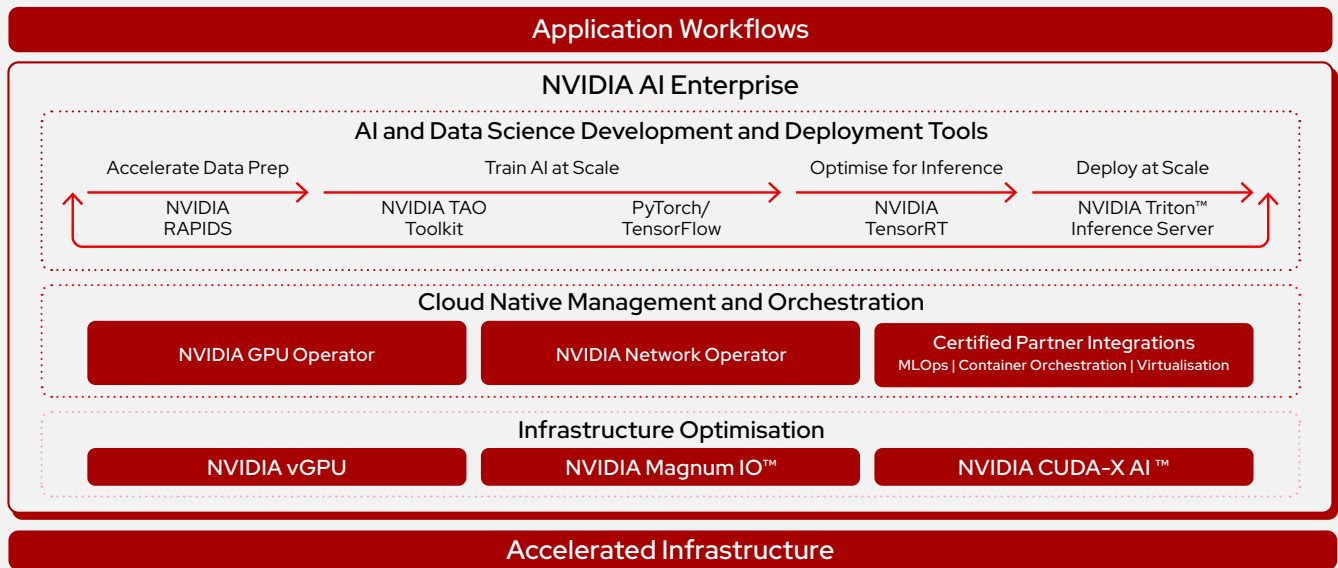 Application Workflows
NVIDIA AI Enterprise
AI and Data Science Development and Deployment Tools
Accelerate Data Prep
Train AI at Scale
Optimise for Inference
Deploy at Scale
NVIDIA
RAPIDS
NVIDIA TAO
Toolkit
PyTorch/
TensorFlow
NVIDIA
TensorRT
NVIDIA Triton™
Inference Server
Cloud Native Management and Orchestration
NVIDIA GPU Operator
NVIDIA Network Operator
Certified Partner Integrations
MLOps | Container Orchestration | Virtualisation
Infrastructure Optimisation
NVIDIA vGPU
NVIDIA Magnum IO™
NVIDIA CUDA-X AI ™
Accelerated Infrastructure